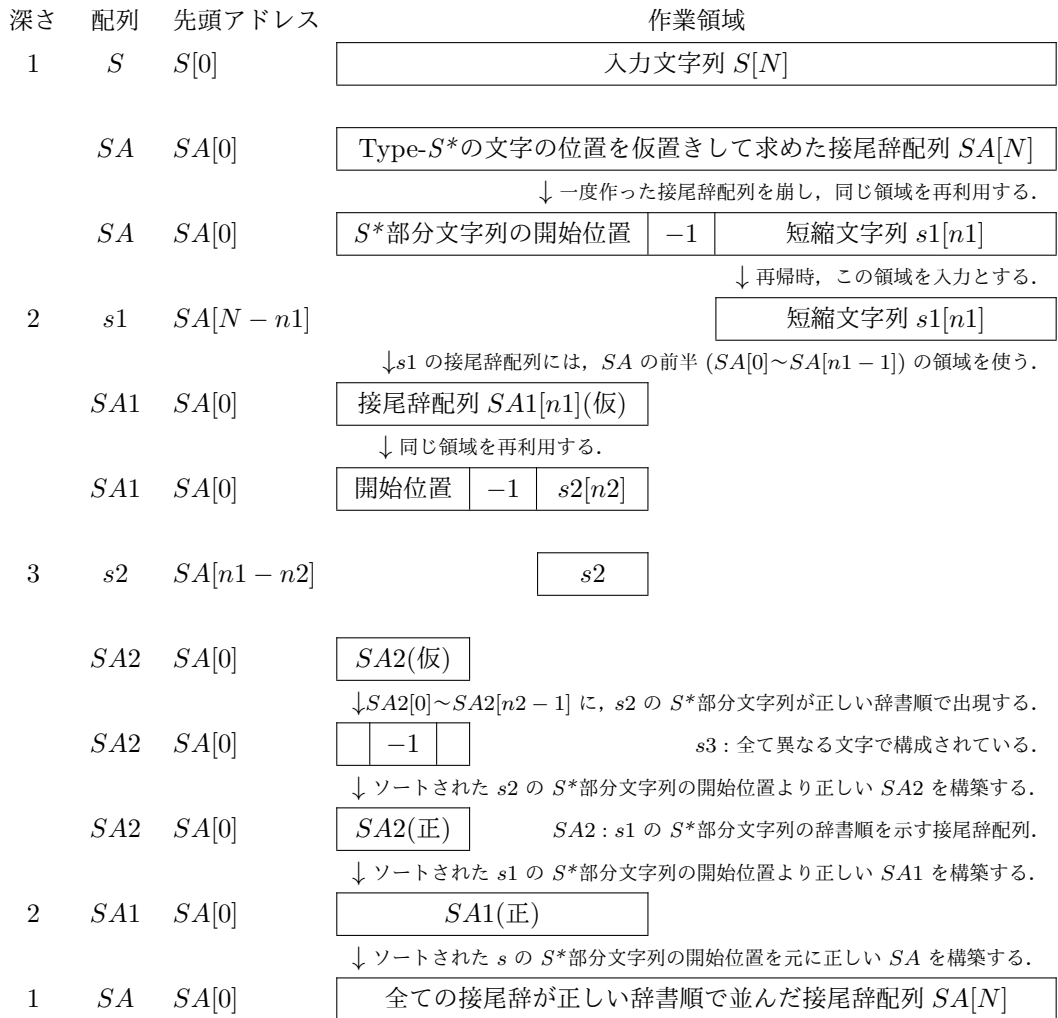 深さ 配列 先頭アドレス 作業領域
1 S S[0] 入力文字列 S[N]
SA SA[0] Type-S*の文字の位置を仮置きして求めた接尾辞配列 SA[N]
↓ 一度作った接尾辞配列を崩し，同じ領域を再利用する．
SA SA[0] S*部分文字列の開始位置 −1 短縮文字列 s1[n1]
↓ 再帰時，この領域を入力とする．
2 s1 SA[N − n1] 短縮文字列 s1[n1]
↓s1 の接尾辞配列には，SA の前半 (SA[0]~SA[n1 − 1]) の領域を使う．
SA1 SA[0] 接尾辞配列 SA1[n1](仮)
↓ 同じ領域を再利用する．
SA1 SA[0] 開始位置 −1 s2[n2]
3 s2 SA[n1 − n2] s2
SA2 SA[0] SA2(仮)
↓SA2[0]~SA2[n2 − 1] に，s2 の S*部分文字列が正しい辞書順で出現する．
SA2 SA[0] −1 s3 : 全て異なる文字で構成されている．
↓ ソートされた s2 の S*部分文字列の開始位置より正しい SA2 を構築する．
SA2 SA[0] SA2(正) SA2 : s1 の S*部分文字列の辞書順を示す接尾辞配列．
↓ ソートされた s1 の S*部分文字列の開始位置より正しい SA1 を構築する．
2 SA1 SA[0] SA1(正)
↓ ソートされた s の S*部分文字列の開始位置を元に正しい SA を構築する．
1 SA SA[0] 全ての接尾辞が正しい辞書順で並んだ接尾辞配列 SA[N]